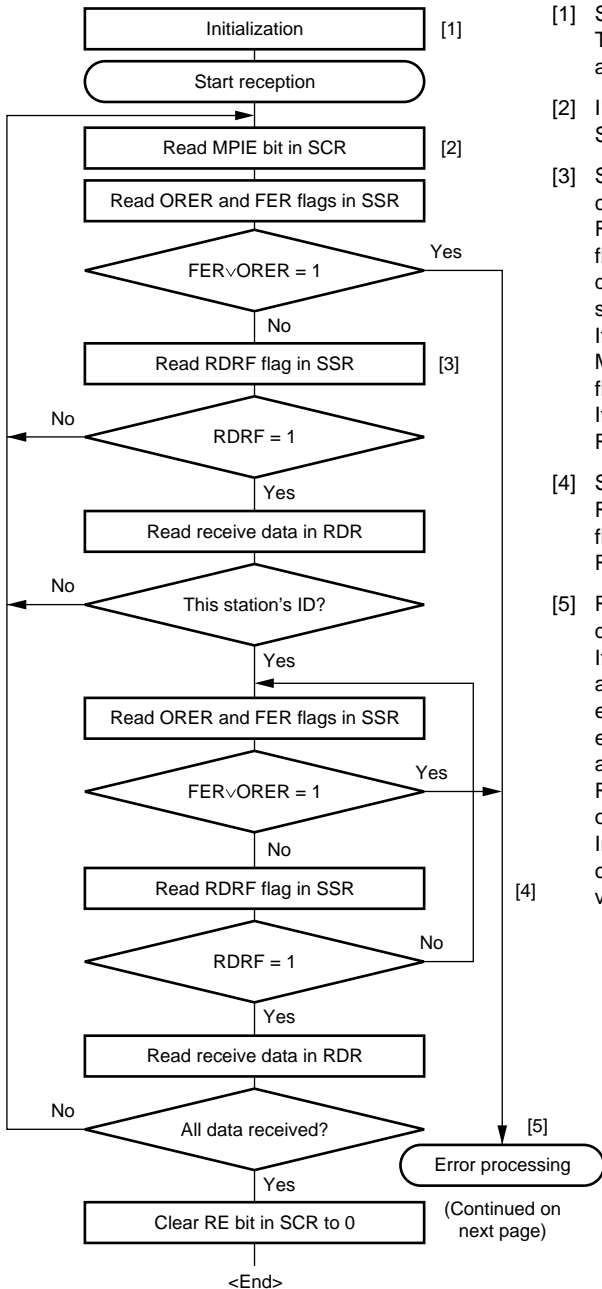 Initialization
[1]
Start reception
Read MPIE bit in SCR
[2]
Read ORER and FER flags in SSR
FER∨ORER = 1
Yes
No
Read RDRF flag in SSR
[3]
RDRF = 1
No
Yes
Read receive data in RDR
This station's ID?
No
Yes
Read ORER and FER flags in SSR
FER∨ORER = 1
Yes
No
Read RDRF flag in SSR
[4]
RDRF = 1
No
Yes
Read receive data in RDR
All data received?
No
Yes
[5]
Error processing
(Continued on
next page)
Clear RE bit in SCR to 0
<End>
[1]
[2]
[3]
[4]
[5]